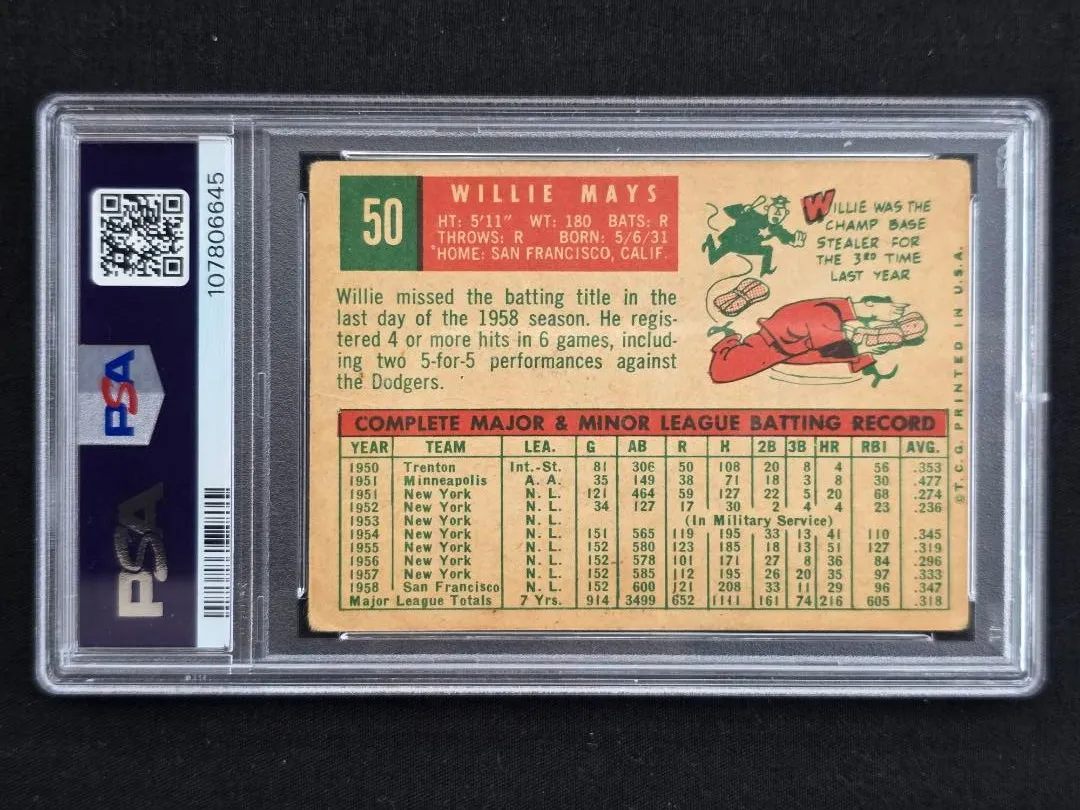 PSA
107806645
PSA
50
WILLIE MAYS
HT: 5'11" WT: 180 BATS: R
THROWS: R BORN: 5/6/31
*HOME: SAN FRANCISCO, CALIF.
Willie missed the batting title in the
last day of the 1958 season. He regis-
tered 4 or more hits in 6 games, includ-
ing two 5-for-5 performances against
the Dodgers.
WILLIE WAS THE
CHAMP BASE
STEALER FOR
THE 3RD TIME
LAST YEAR
COMPLETE MAJOR & MINOR LEAGUE BATTING RECORD
YEAR TEAM LEA. G AB R H 2B 3B HR RBI AVG.
1950 Trenton Int.-St. 81 306 50 108 20 8 4 56 .353
1951 Minneapolis A. A. 35 149 38 71 18 3 8 30 .477
1951 New York N. L. 121 464 59 127 22 5 20 68 .274
1952 New York N. L. 34 127 17 30 2 4 4 23 .236
1953 New York N. L. (In Military Service)
1954 New York N. L. 151 565 119 195 33 13 41 110 .345
1955 New York N. L. 152 580 123 185 18 13 51 127 .319
1956 New York N. L. 152 578 101 171 27 8 36 84 .296
1957 New York N. L. 152 585 112 195 26 20 35 97 .333
1958 San Francisco N. L. 152 600 121 208 33 11 29 96 .347
Major League Totals 7 Yrs. 914 3499 652 1111 161 74 216 605 .318
©T.C.G. PRINTED IN U.S.A.